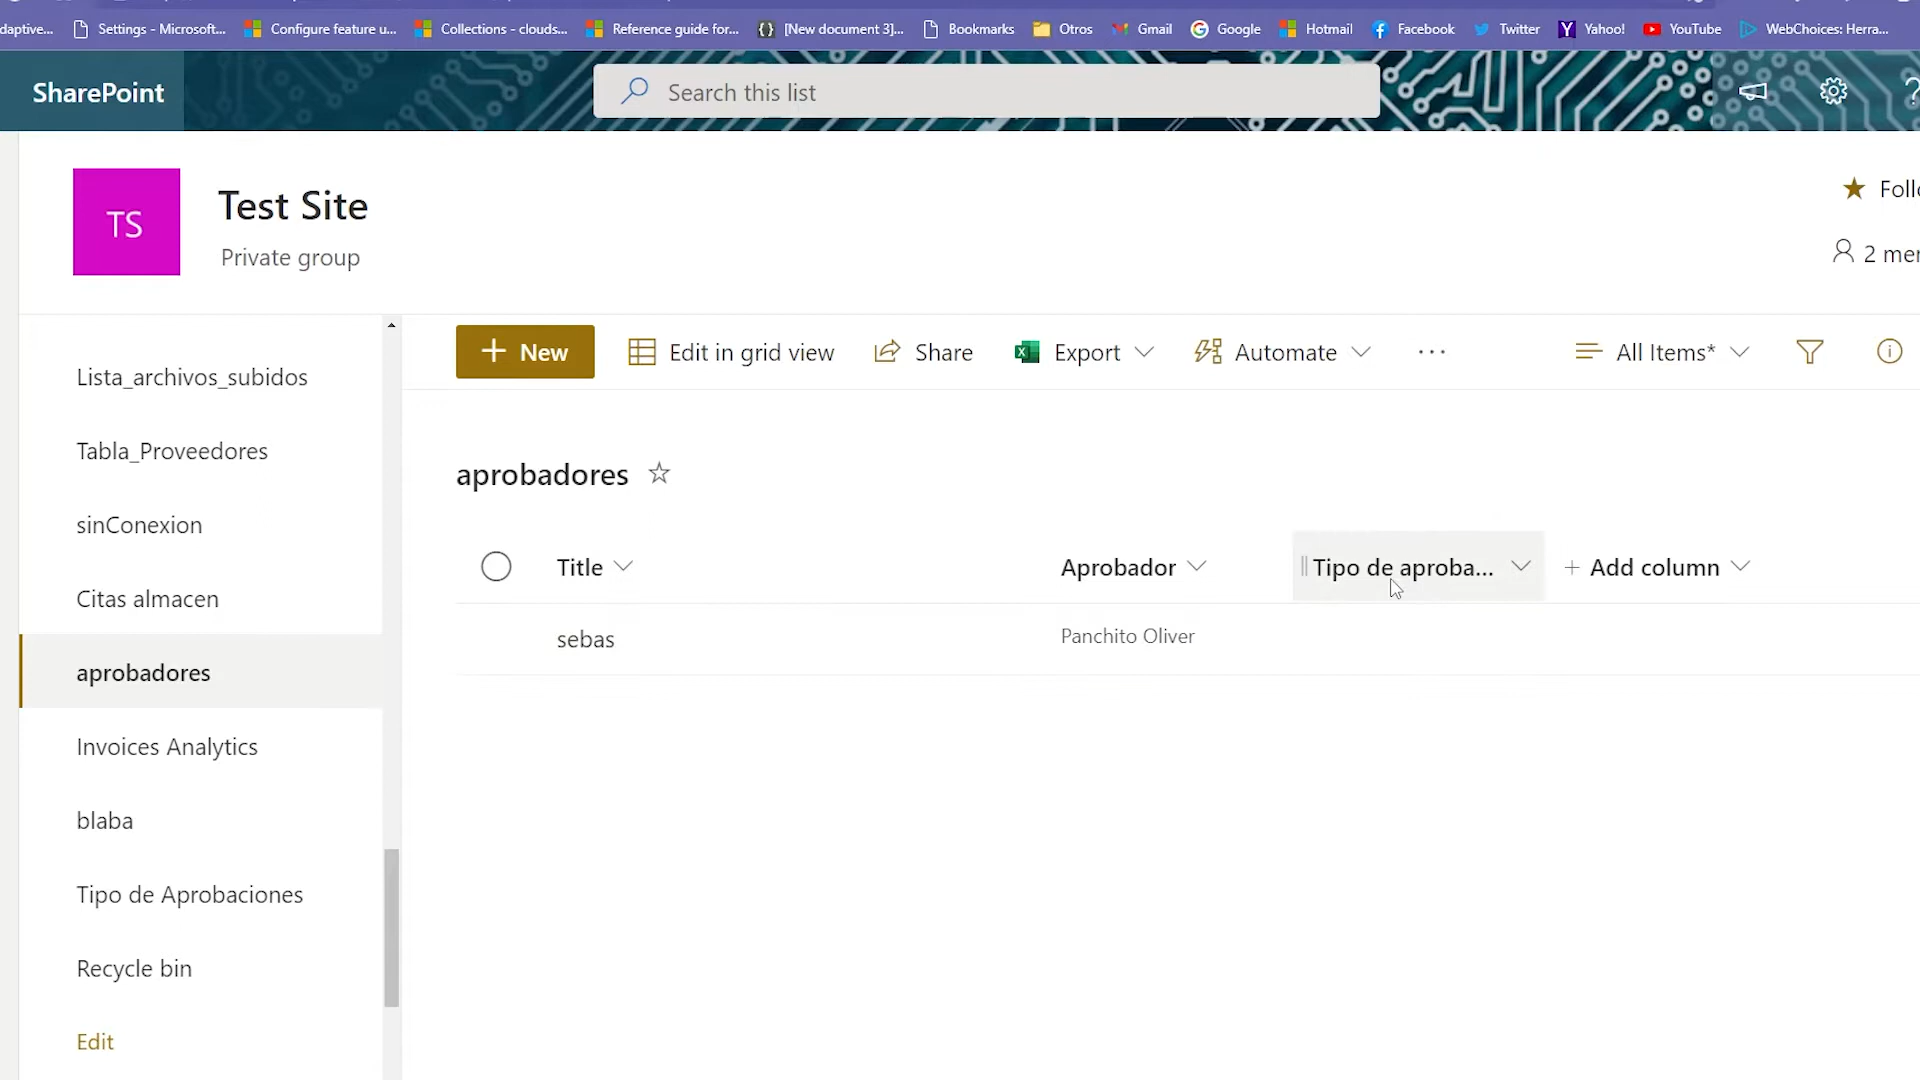 daptive...
Settings - Microsoft...
Configure feature u...
Collections - clouds...
Reference guide for...
[New document 3]...
Bookmarks
Otros
Gmail
Google
Hotmail
Facebook
Twitter
Yahoo!
YouTube
WebChoices: Herra...
SharePoint
Search this list
TS
Test Site
Private group
Follo
2 mer
Lista_archivos_subidos
Tabla_Proveedores
sinConexion
Citas almacen
aprobadores
Invoices Analytics
blaba
Tipo de Aprobaciones
Recycle bin
Edit
+ New
Edit in grid view
Share
Export
Automate
...
All Items*
aprobadores
Title
Aprobador
Tipo de aproba...
+ Add column
sebas
Panchito Oliver